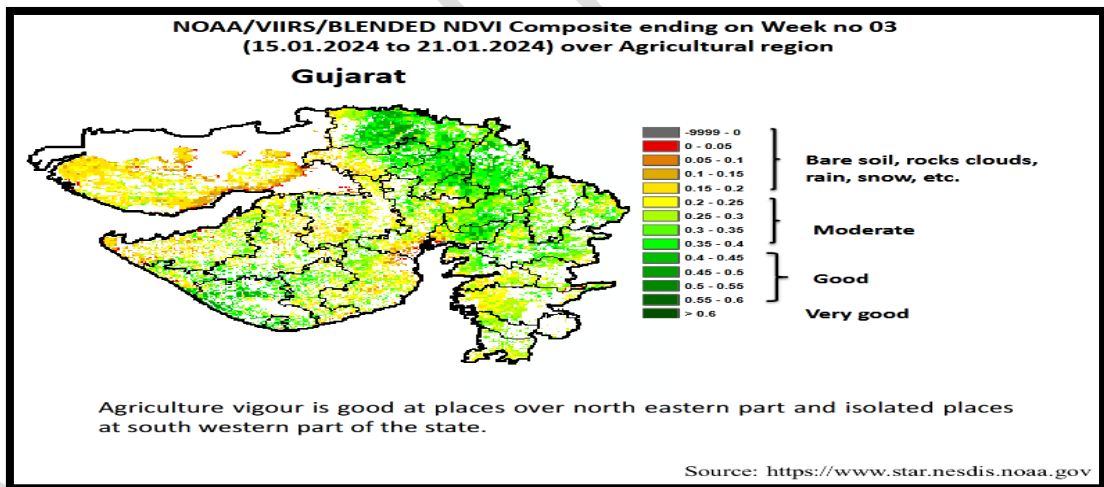 NOAA/VIIRS/BLENDED NDVI Composite ending on Week no 03
(15.01.2024 to 21.01.2024) over Agricultural region
Gujarat
-9999 - 0
0 - 0.05
0.05 - 0.1
0.1 - 0.15
0.15 - 0.2
0.2 - 0.25
0.25 - 0.3
0.3 - 0.35
0.35 - 0.4
0.4 - 0.45
0.45 - 0.5
0.5 - 0.55
0.55 - 0.6
> 0.6
Bare soil, rocks clouds,
rain, snow, etc.
Moderate
Good
Very good
Agriculture vigour is good at places over north eastern part and isolated places
at south western part of the state.
Source: https://www.star.nesdis.noaa.gov